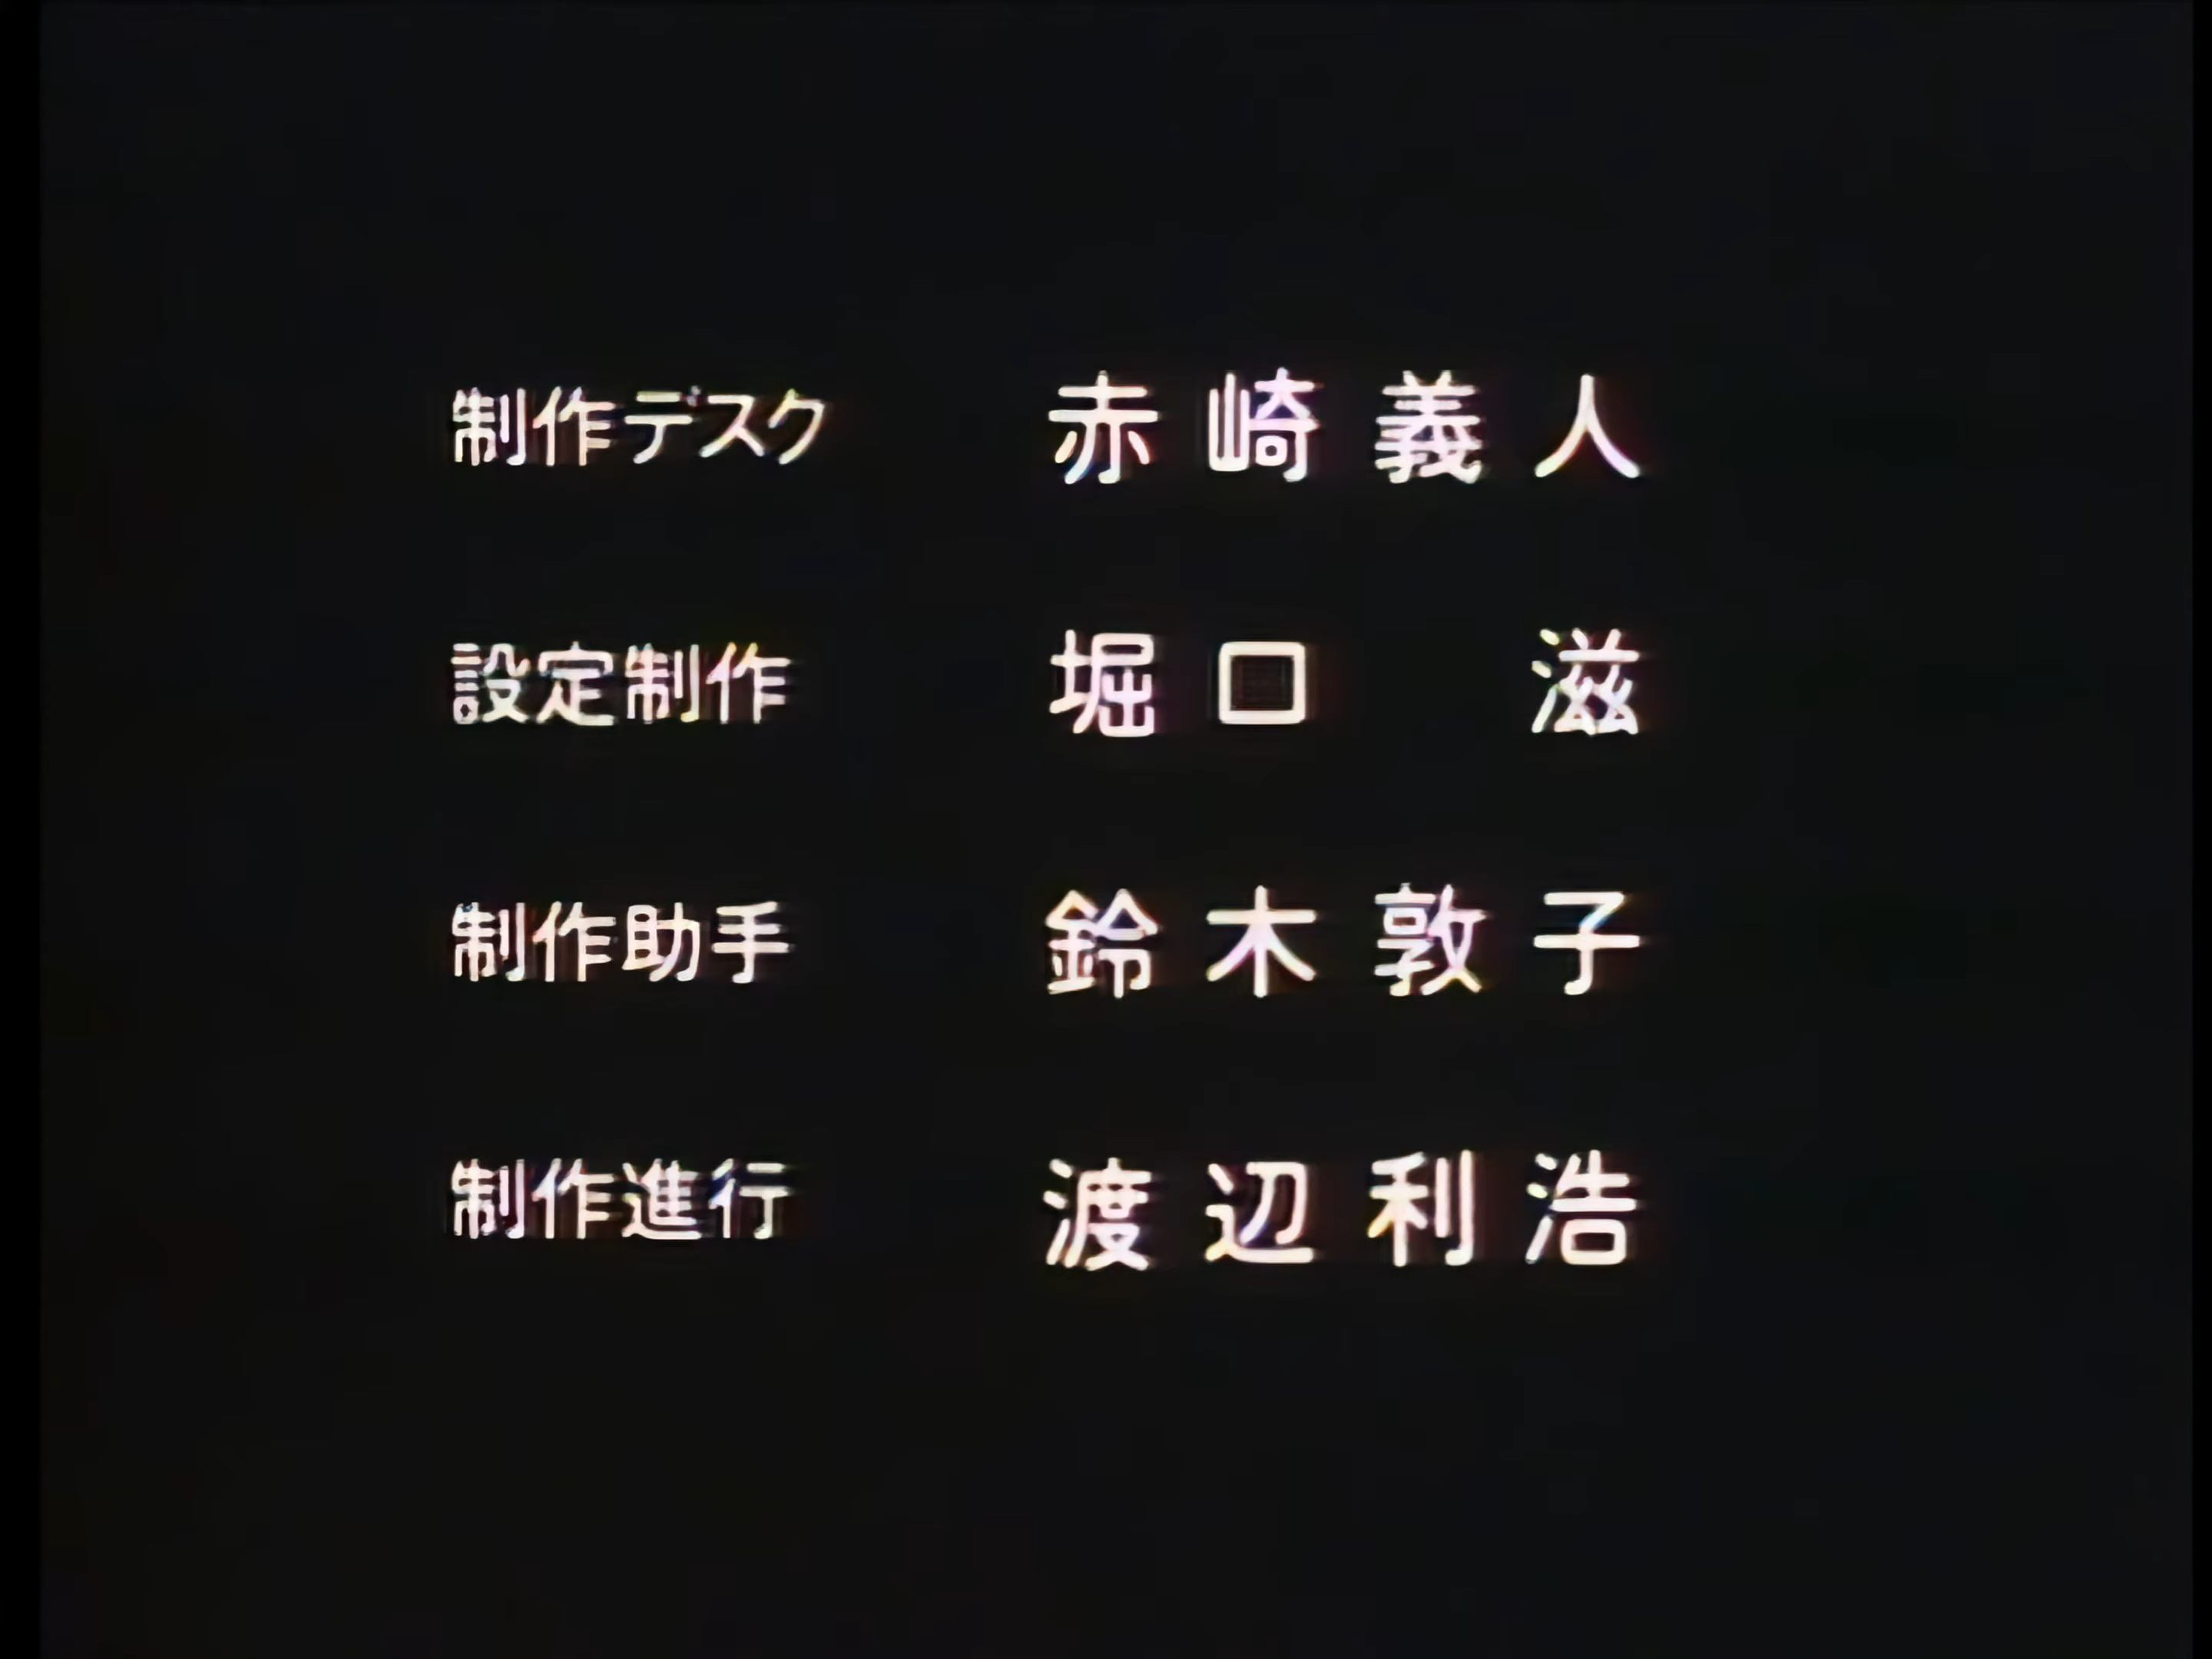 制作デスク 赤崎義人
設定制作 堀口 滋
制作助手 鈴木敦子
制作進行 渡辺利浩